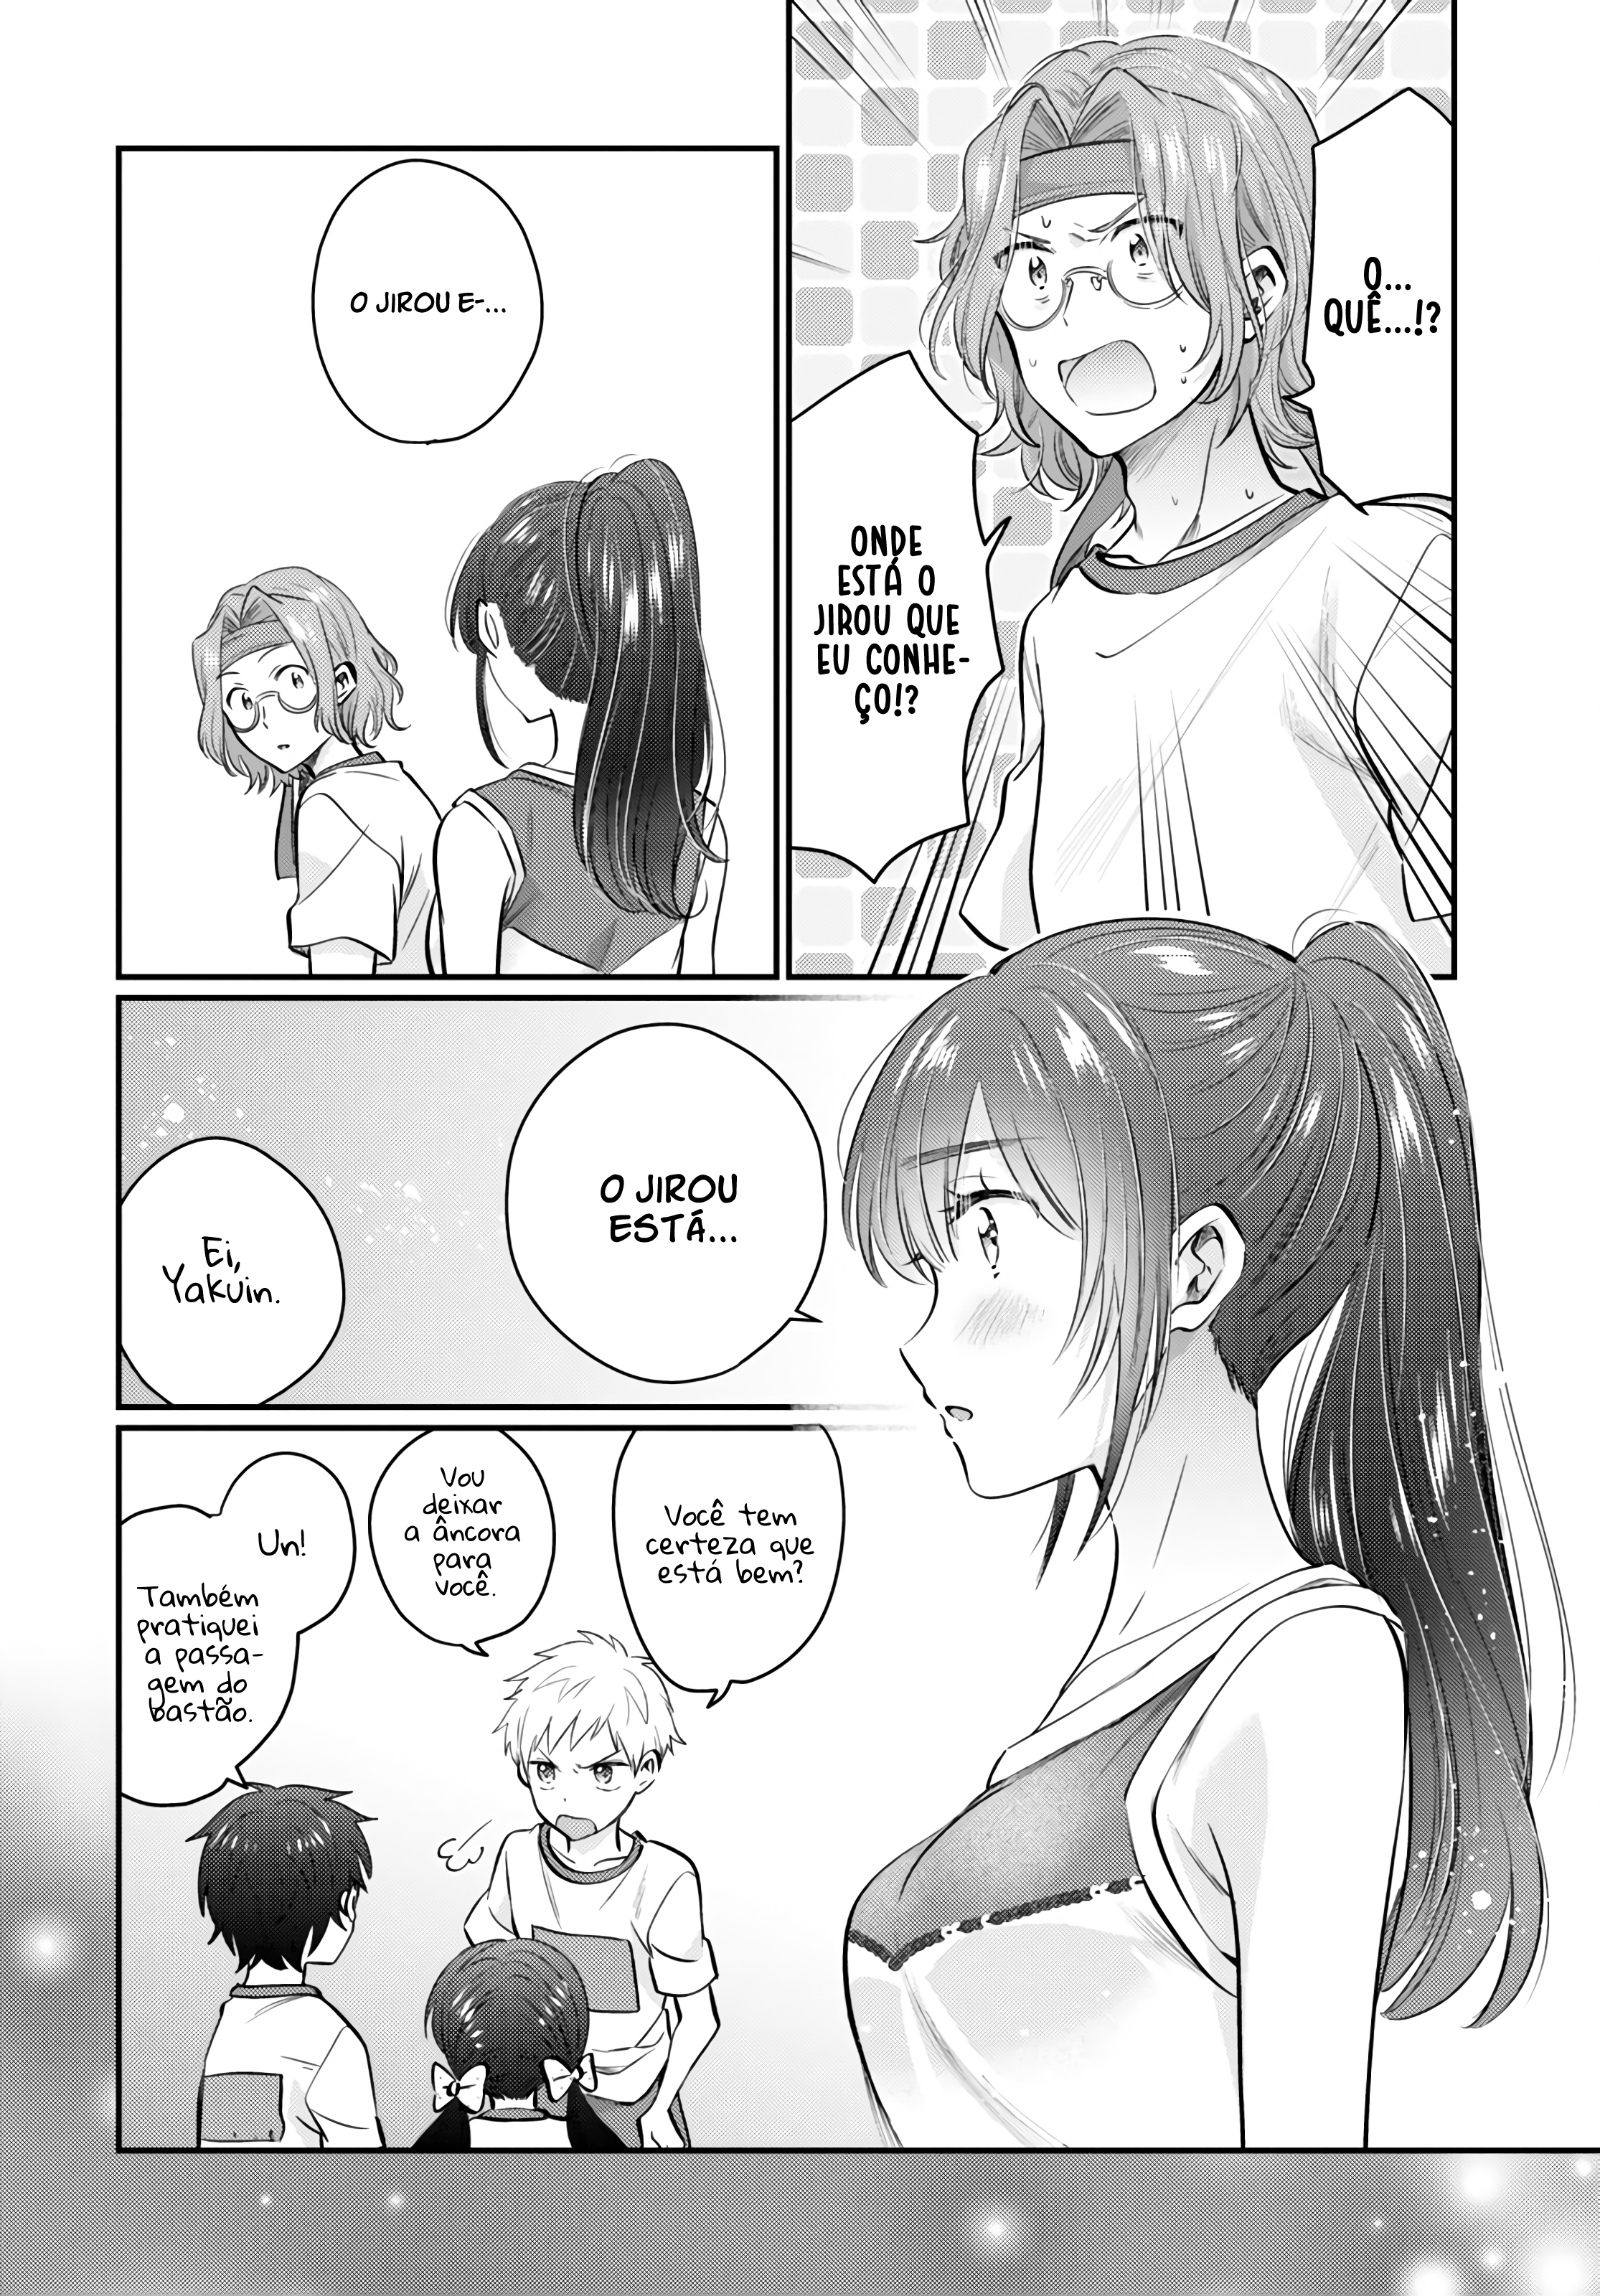 O...
QUÊ...!?
ONDE
ESTÁ O
JIROU QUE
EU CONHE-
ÇO!?
O JIROU E-...
O JIROU
ESTÁ...
Ei,
Yakuin.
Você tem
certeza que
está bem?
Vou
deixar
a âncora
para
você.
Un!
Também
pratiquei
a passa-
gem do
bastão.